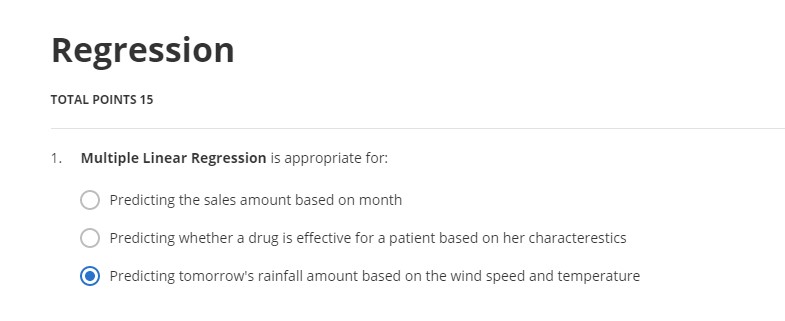 Regression
TOTAL POINTS 15
1. Multiple Linear Regression is appropriate for:
Predicting the sales amount based on month
Predicting whether a drug is effective for a patient based on her characterestics
Predicting tomorrow's rainfall amount based on the wind speed and temperature